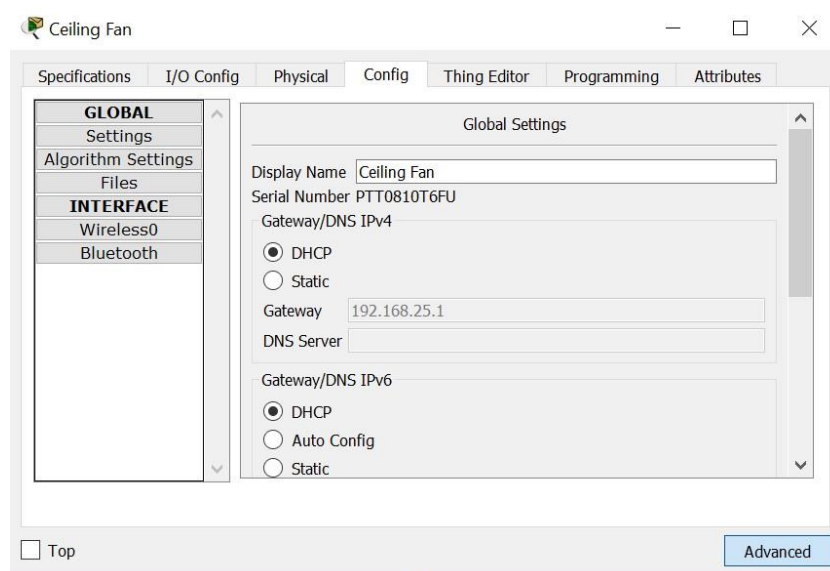 Ceiling Fan
Specifications I/O Config Physical Config Thing Editor Programming Attributes
GLOBAL
Settings
Algorithm Settings
Files
INTERFACE
Wireless0
Bluetooth
Global Settings
Display Name Ceiling Fan
Serial Number PTT0810T6FU
Gateway/DNS IPv4
DHCP
Static
Gateway 192.168.25.1
DNS Server
Gateway/DNS IPv6
DHCP
Auto Config
Static
Top
Advanced